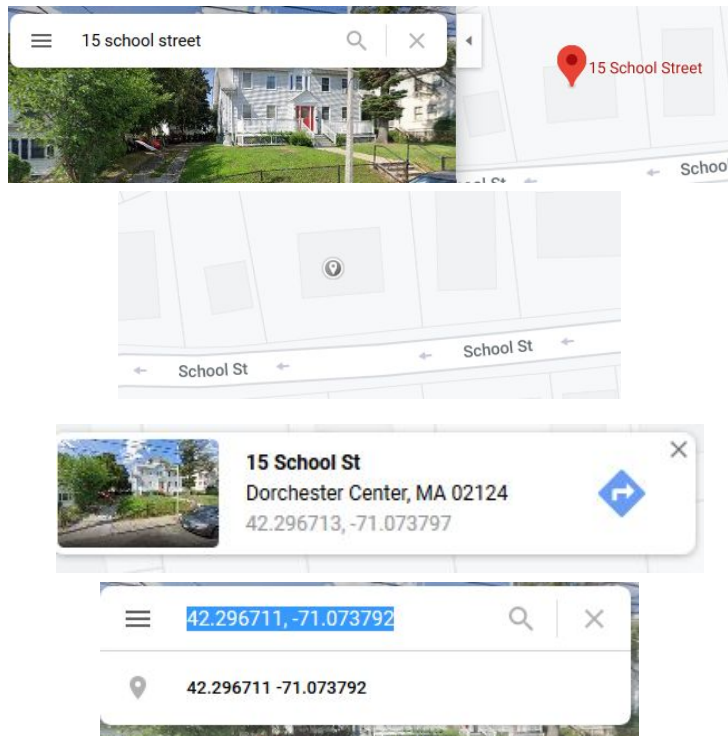 15 school street
15 School Street
School St
School St
15 School St
Dorchester Center, MA 02124
42.296713, -71.073797
42.296711, -71.073792
42.296711 -71.073792